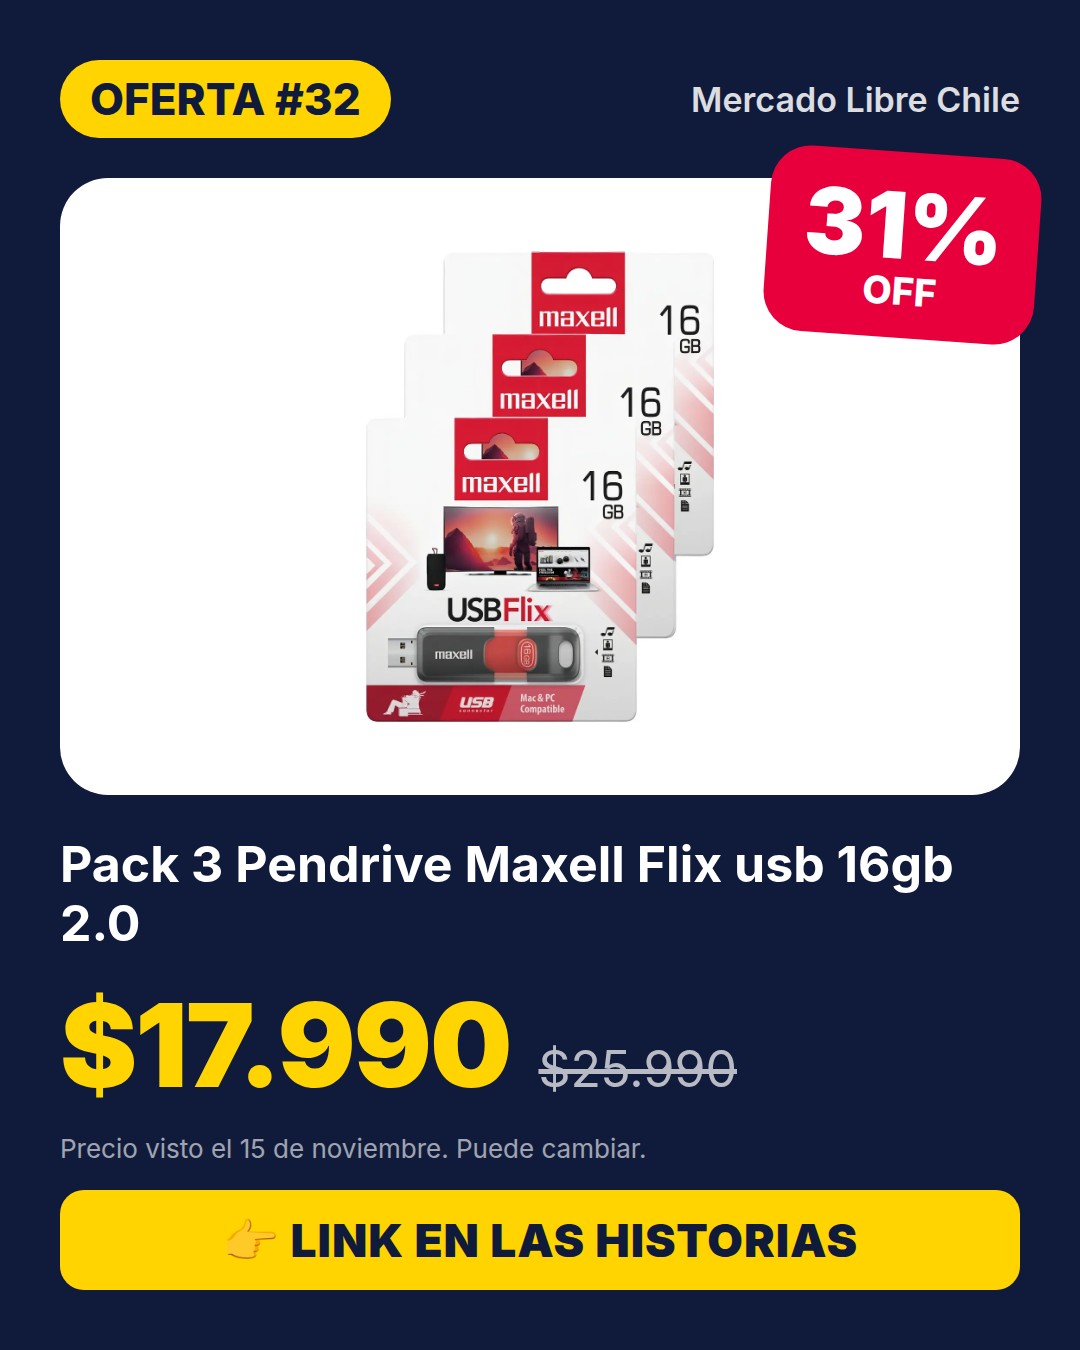 OFERTA #32
Mercado Libre Chile
31%
OFF
maxell
16
GB
maxell
16
GB
maxell
16
GB
USBFlix
maxell
16 GB
USB
Mac & PC
Compatible
Pack 3 Pendrive Maxell Flix usb 16gb
2.0
$17.990 $25.990
Precio visto el 15 de noviembre. Puede cambiar.
👉 LINK EN LAS HISTORIAS